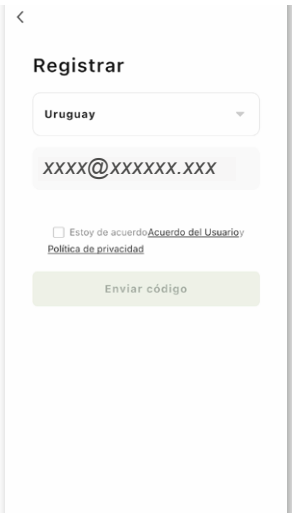 Registrar
Uruguay
xxxx@xxxxxx.xxx
Estoy de acuerdoAcuerdo del Usuarioy
Política de privacidad
Enviar código